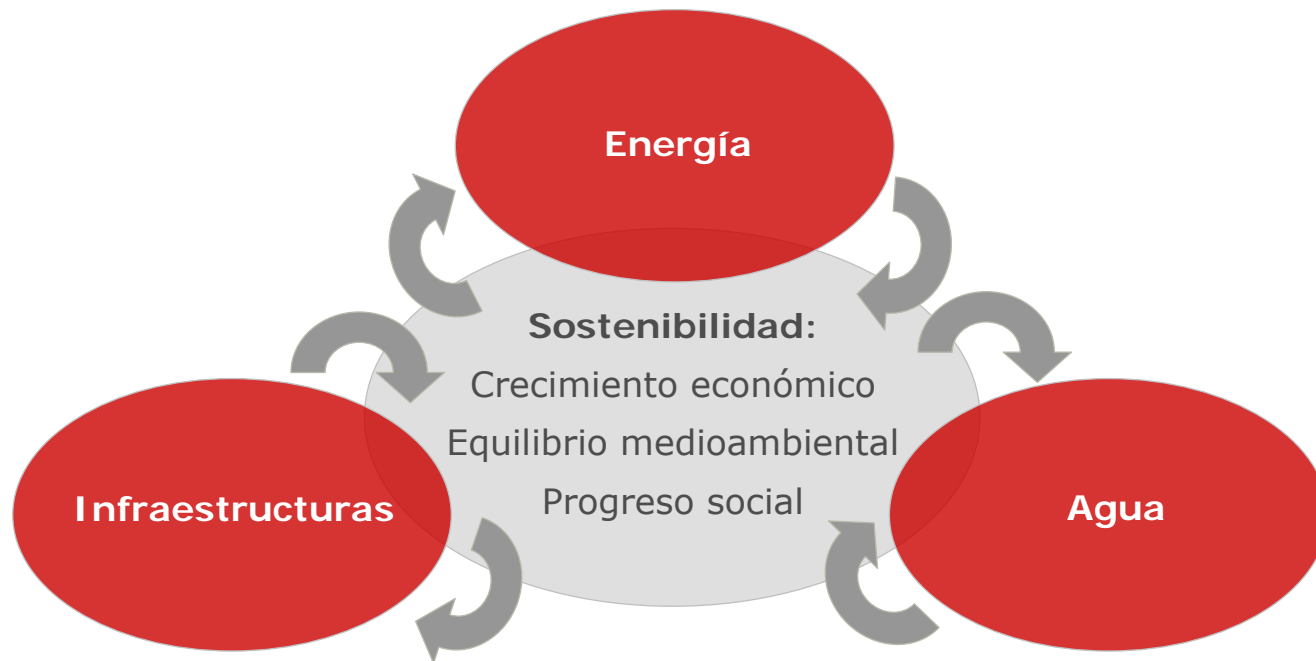 Energía
Sostenibilidad:
Crecimiento económico
Equilibrio medioambiental
Progreso social
Infraestructuras
Agua